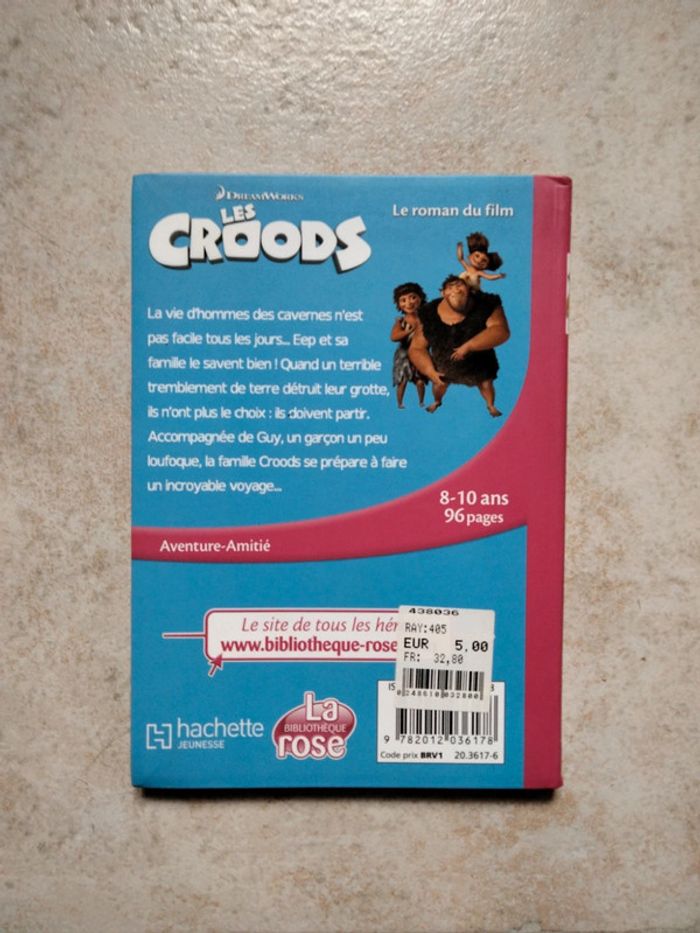 DREAMWORKS
LES
CROODS
Le roman du film
La vie d'hommes des cavernes n'est
pas facile tous les jours... Eep et sa
famille le savent bien ! Quand un terrible
tremblement de terre détruit leur grotte,
ils n'ont plus le choix : ils doivent partir.
Accompagnée de Guy, un garçon un peu
loufoque, la famille Croods se prépare à faire
un incroyable voyage...
8-10 ans
96 pages
Aventure-Amitié
Le site de tous les hér
www.bibliotheque-rose
438036
RAY:405
EUR 5,00
FR: 32,80
0248610032800
IS
8
hachette
JEUNESSE
La
BIBLIOTHÈQUE
rose
9 782012 036178
Code prix BRV1 20.3617-6